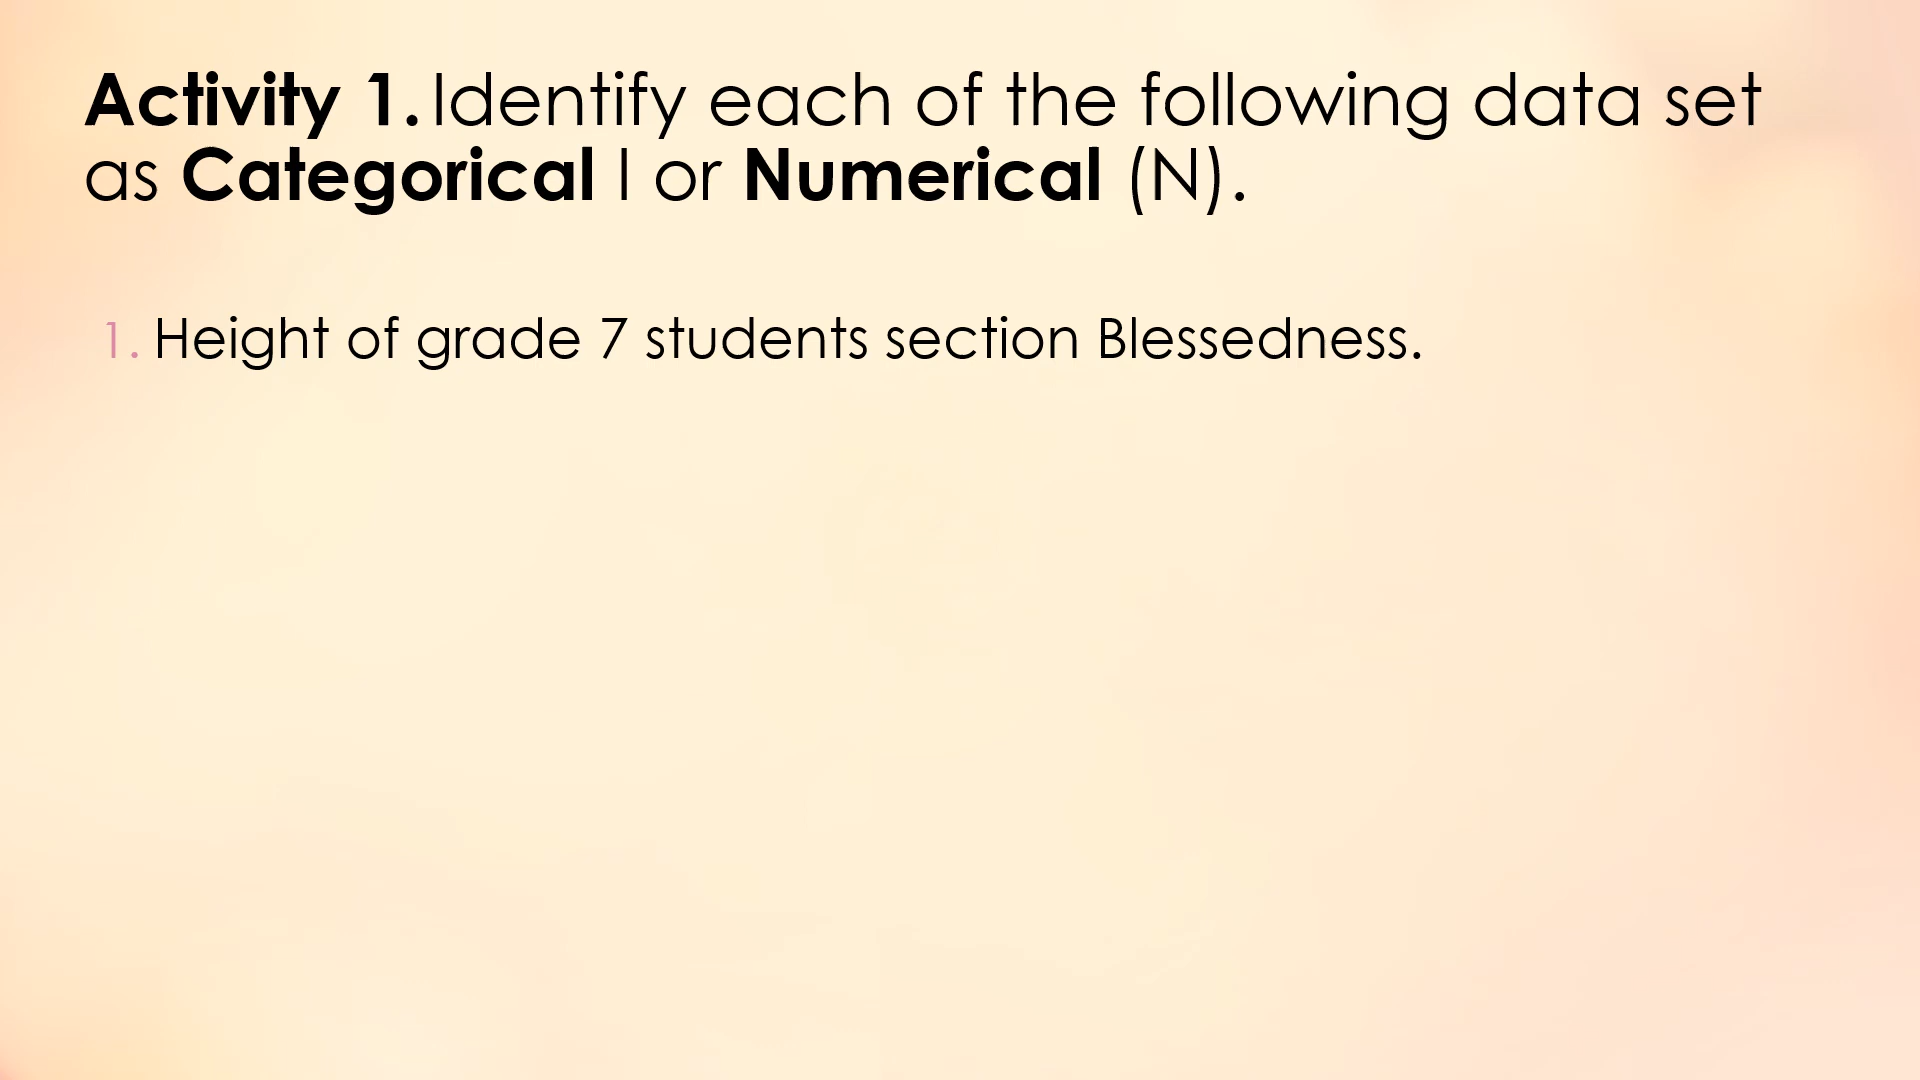 Activity 1. Identify each of the following data set
as Categorical I or Numerical (N).
1. Height of grade 7 students section Blessedness.